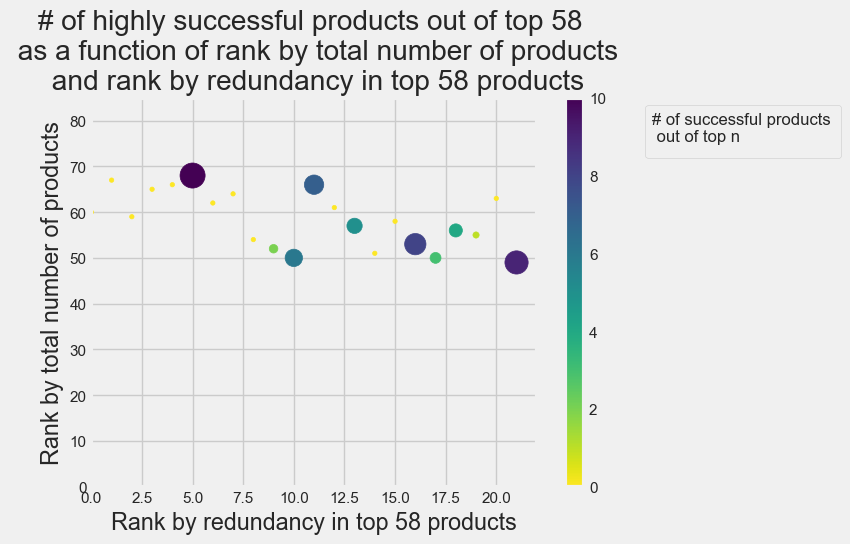 # of highly successful products out of top 58
as a function of rank by total number of products
and rank by redundancy in top 58 products
Rank by total number of products
80
70
60
50
40
30
20
10
0
0.0 2.5 5.0 7.5 10.0 12.5 15.0 17.5 20.0
Rank by redundancy in top 58 products
10
8
6
4
2
0
# of successful products
out of top n